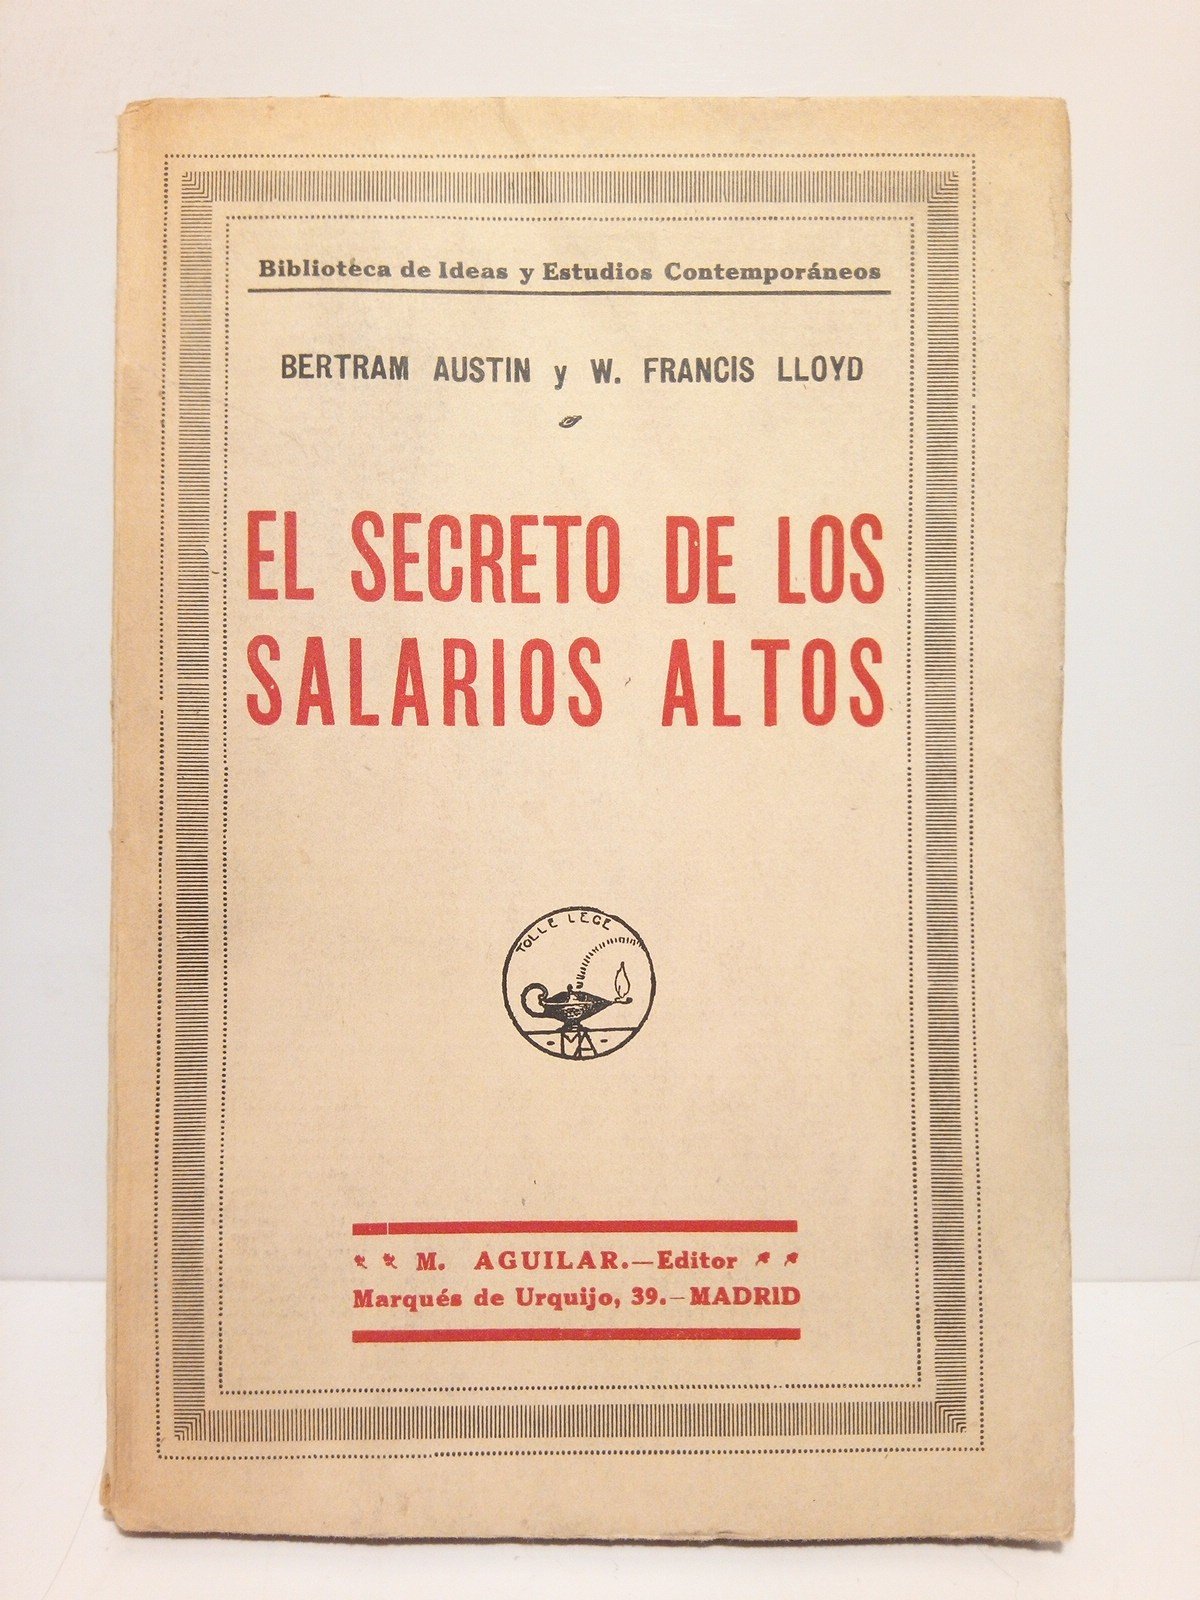 Biblioteca de Ideas y Estudios Contemporáneos
BERTRAM AUSTIN y W. FRANCIS LLOYD
EL SECRETO DE LOS
SALARIOS ALTOS
TOLLE LEGE
MA
M. AGUILAR.—Editor
Marqués de Urquijo, 39.—MADRID